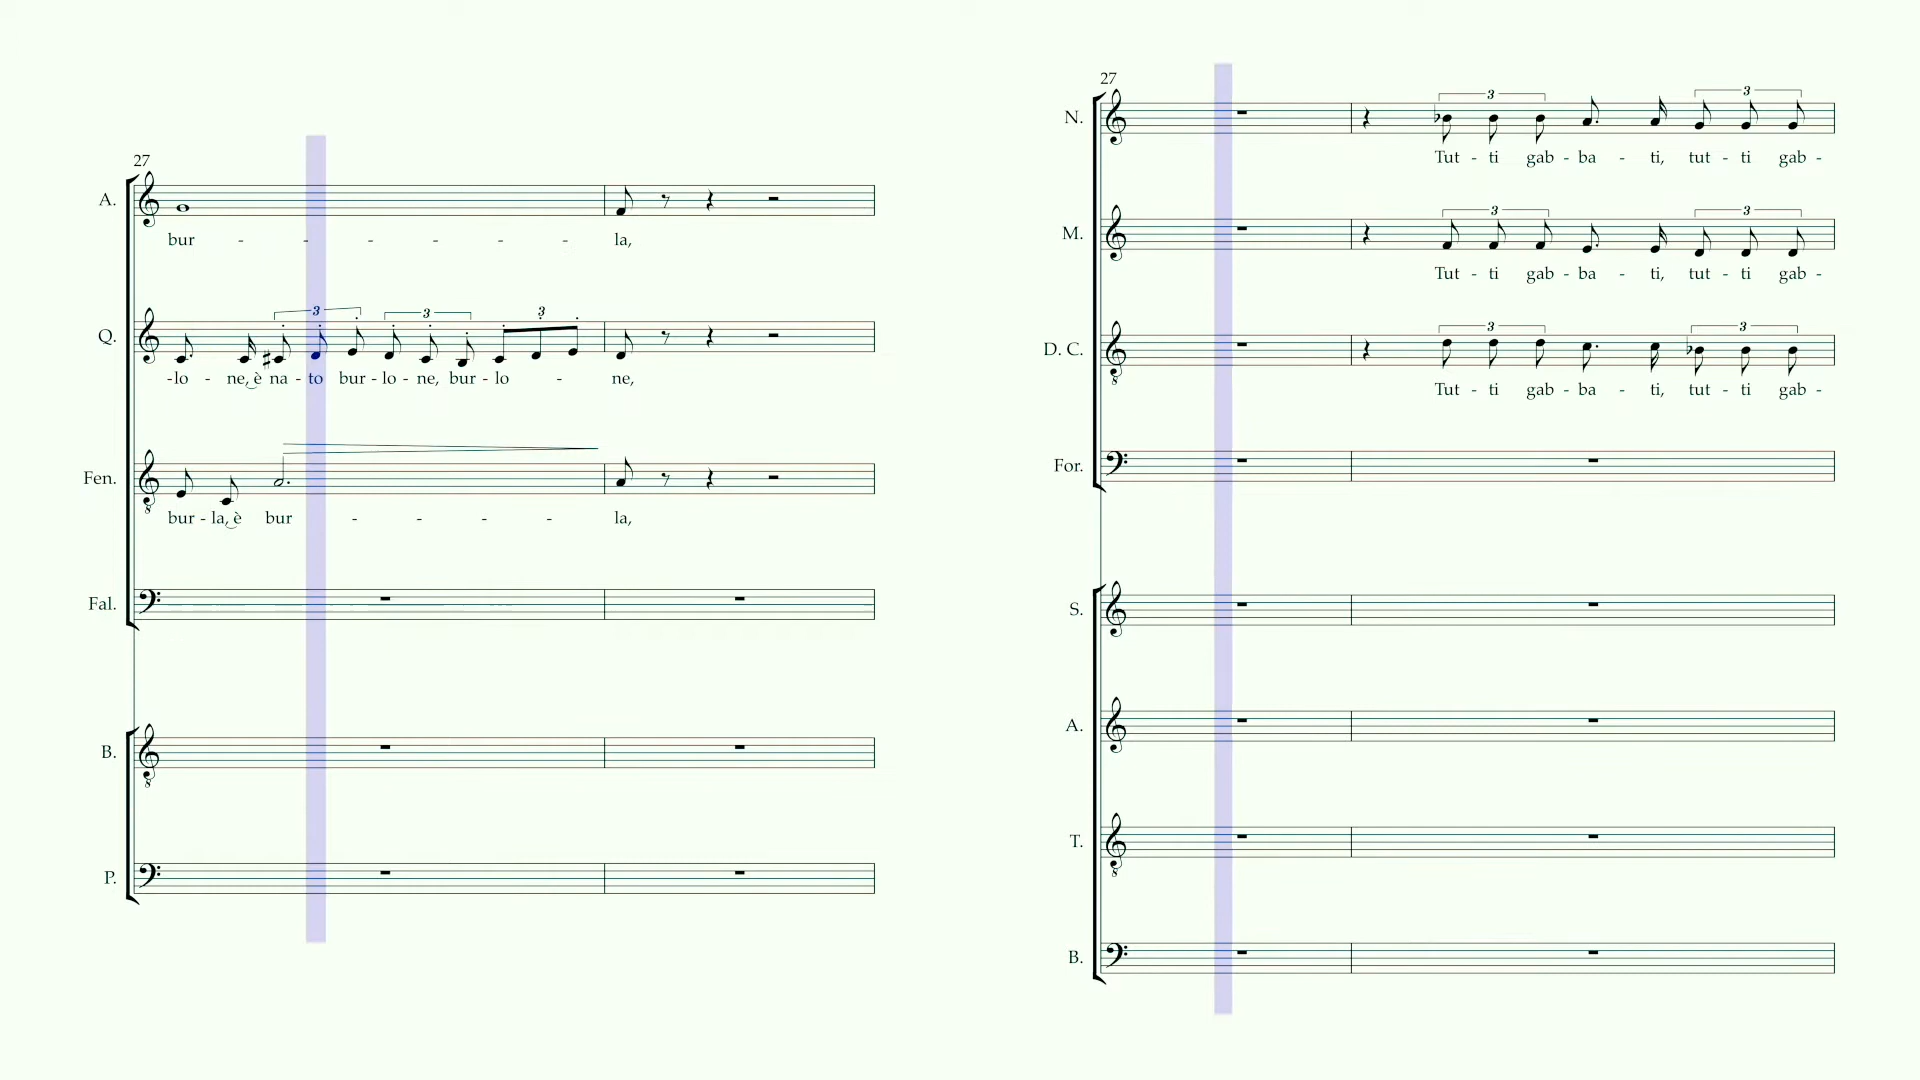 27
A.
bur - - - - - - la,
3 3 3
Q.
-lo - ne, è na - to bur - lo - ne, bur - lo - ne,
Fen.
bur - la, è bur - - - - la,
Fal.
B.
P.
27
3 3
N.
Tut - ti gab - ba - ti, tut - ti gab -
3 3
M.
Tut - ti gab - ba - ti, tut - ti gab -
3 3
D. C.
Tut - ti gab - ba - ti, tut - ti gab -
For.
S.
A.
T.
B.